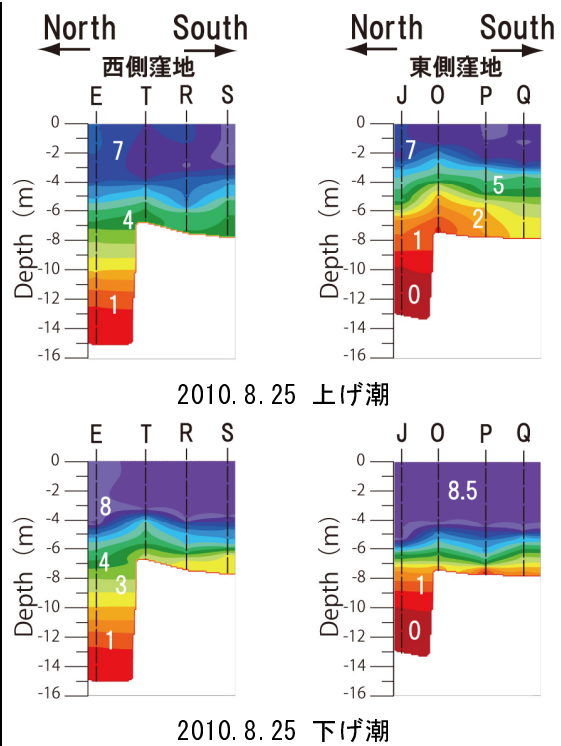 North South North South
西側窪地 東側窪地
E T R S J O P Q
0 0
-2 7 -2 7
-4 -4 5
-6 4 -6 2
-8 -8 1
-10 -10
-12 1 -12 0
-14 -14
-16 -16
Depth (m) Depth (m)
2010.8.25 上げ潮
E T R S J O P Q
0 0
-2 8.5
-2 8
-4 -4
-6 4 -6
-8 3 -8 1
-10 -10
-12 1 -12 0
-14 -14
-16 -16
Depth (m) Depth (m)
2010.8.25 下げ潮